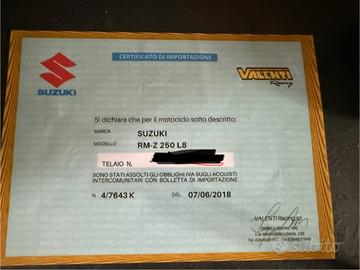 CERTIFICATO DI IMPORTAZIONE
SUZUKI
VALENTI
Racing
Si dichiara che per il motociclo sotto descritto:
MARCA SUZUKI
MODELLO RM-Z 250 L8
TELAIO N.
SONO STATI ASSOLTI GLI OBBLIGHI IVA SUGLI ACQUISTI
INTERCOMUNITARI CON BOLLETTA DI IMPORTAZIONE
N. 4/7643 K DEL 07/06/2018
VALENTI Racing srl
subito